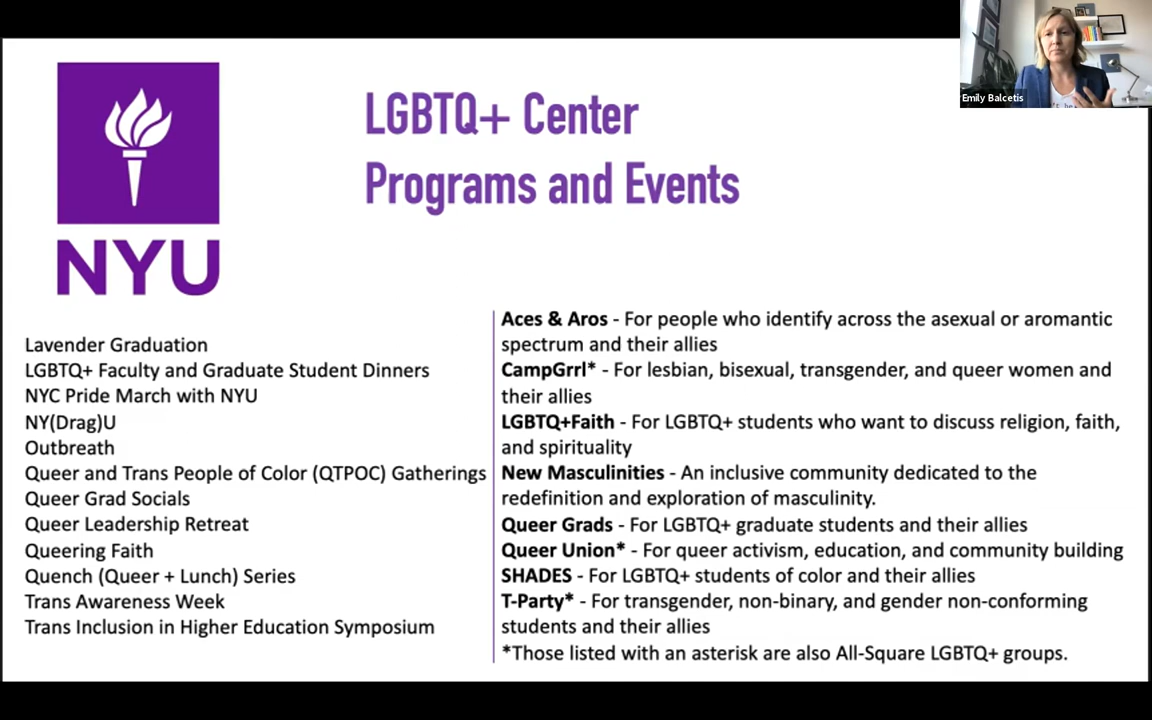 NYU
LGBTQ+ Center
Programs and Events
Emily Balcetis
Lavender Graduation
LGBTQ+ Faculty and Graduate Student Dinners
NYC Pride March with NYU
NY(Drag)U
Outbreath
Queer and Trans People of Color (QTPOC) Gatherings
Queer Grad Socials
Queer Leadership Retreat
Queering Faith
Quench (Queer + Lunch) Series
Trans Awareness Week
Trans Inclusion in Higher Education Symposium
Aces & Aros - For people who identify across the asexual or aromantic
spectrum and their allies
CampGrrl* - For lesbian, bisexual, transgender, and queer women and
their allies
LGBTQ+Faith - For LGBTQ+ students who want to discuss religion, faith,
and spirituality
New Masculinities - An inclusive community dedicated to the
redefinition and exploration of masculinity.
Queer Grads - For LGBTQ+ graduate students and their allies
Queer Union* - For queer activism, education, and community building
SHADES - For LGBTQ+ students of color and their allies
T-Party* - For transgender, non-binary, and gender non-conforming
students and their allies
*Those listed with an asterisk are also All-Square LGBTQ+ groups.